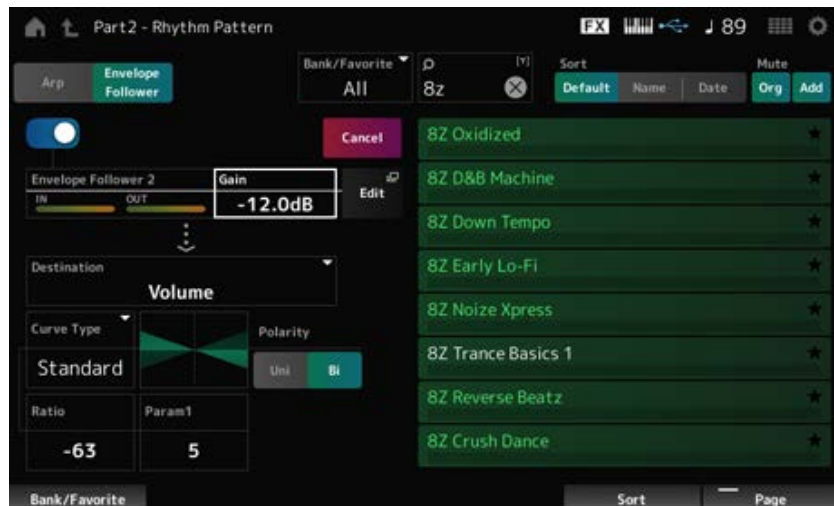 Part2 - Rhythm Pattern
FX
89
Arp
Envelope
Follower
Bank/Favorite
All
[Y]
8z
Sort
Default
Name
Date
Mute
Org
Add
Cancel
Envelope Follower 2
IN
OUT
Gain
-12.0dB
Edit
Destination
Volume
Curve Type
Standard
Polarity
Uni
Bi
Ratio
-63
Param1
5
8Z Oxidized
8Z D&B Machine
8Z Down Tempo
8Z Early Lo-Fi
8Z Noize Xpress
8Z Trance Basics 1
8Z Reverse Beatz
8Z Crush Dance
Bank/Favorite
Sort
Page